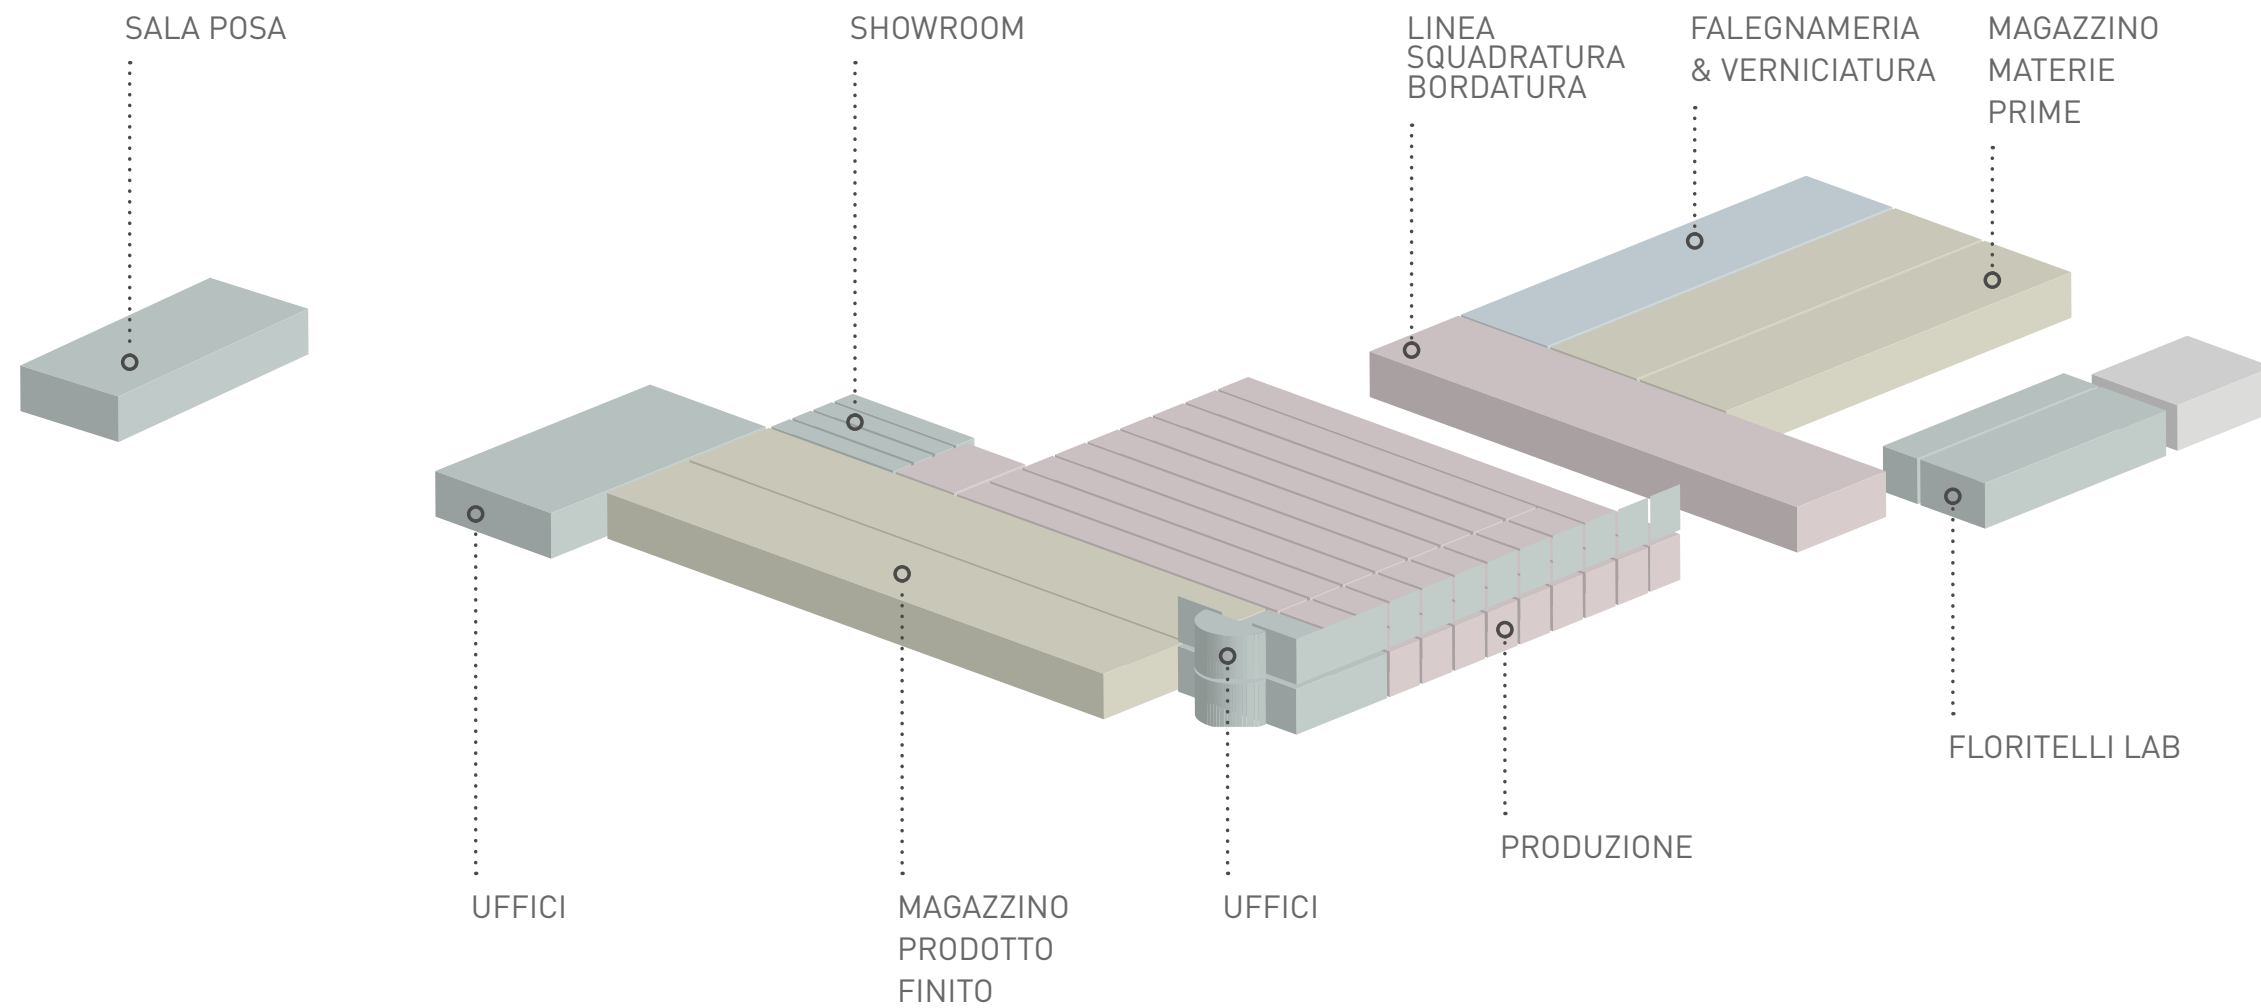 SALA POSA
SHOWROOM
LINEA
SQUADRATURA
BORDATURA
FALEGNAMERIA
& VERNICIATURA
MAGAZZINO
MATERIE
PRIME
FLORITELLI LAB
PRODUZIONE
UFFICI
MAGAZZINO
PRODOTTO
FINITO
UFFICI